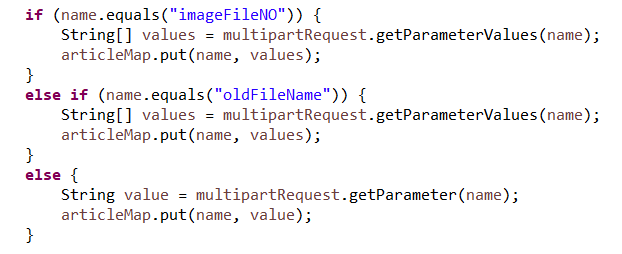 if (name.equals("imageFileNO")) {
    String[] values = multipartRequest.getParameterValues(name);
    articleMap.put(name, values);
}
else if (name.equals("oldFileName")) {
    String[] values = multipartRequest.getParameterValues(name);
    articleMap.put(name, values);
}
else {
    String value = multipartRequest.getParameter(name);
    articleMap.put(name, value);
}